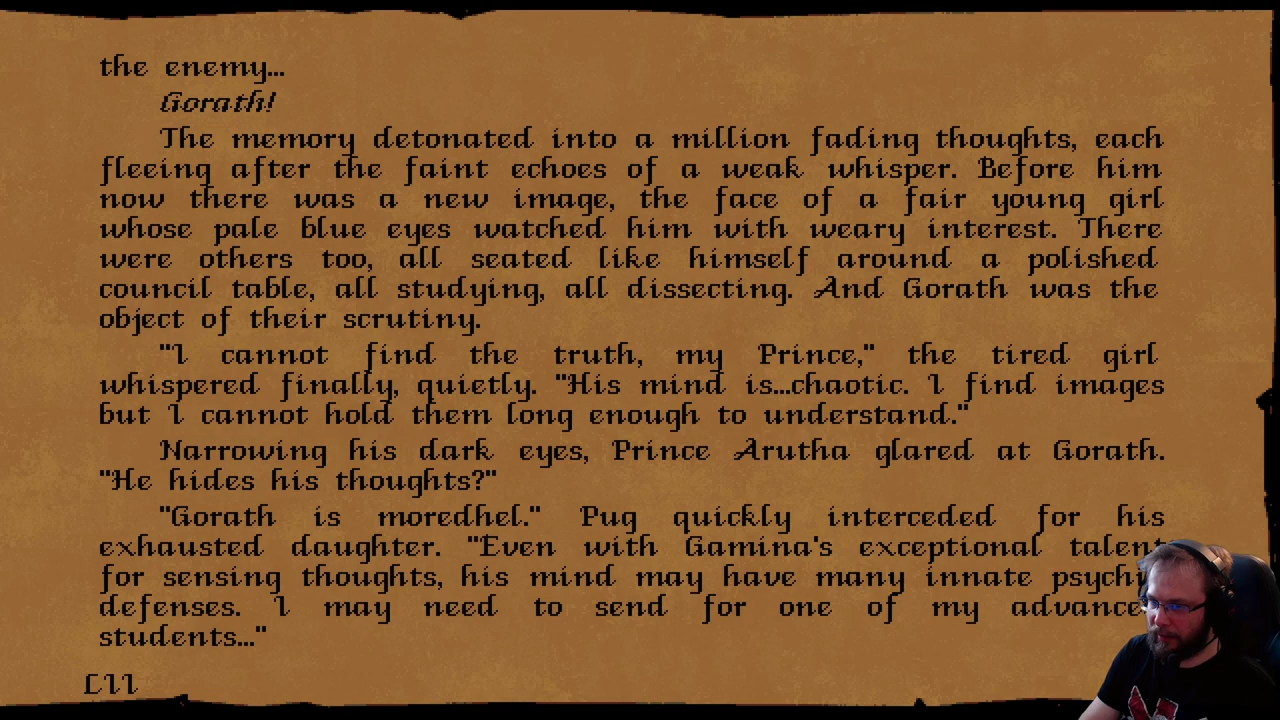 the enemy...
Gorath!
The memory detonated into a million fading thoughts, each
fleeing after the faint echoes of a weak whisper. Before him
now there was a new image, the face of a fair young girl
whose pale blue eyes watched him with weary interest. There
were others too, all seated like himself around a polished
council table, all studying, all dissecting. And Gorath was the
object of their scrutiny.
"I cannot find the truth, my Prince," the tired girl
whispered finally, quietly. "His mind is...chaotic. I find images
but I cannot hold them long enough to understand."
Narrowing his dark eyes, Prince Arutha glared at Gorath.
"He hides his thoughts?"
"Gorath is moredhel." Pug quickly interceded for his
exhausted daughter. "Even with Gamina's exceptional talent
for sensing thoughts, his mind may have many innate
defenses. I may need to send for one of my
students..."
LII